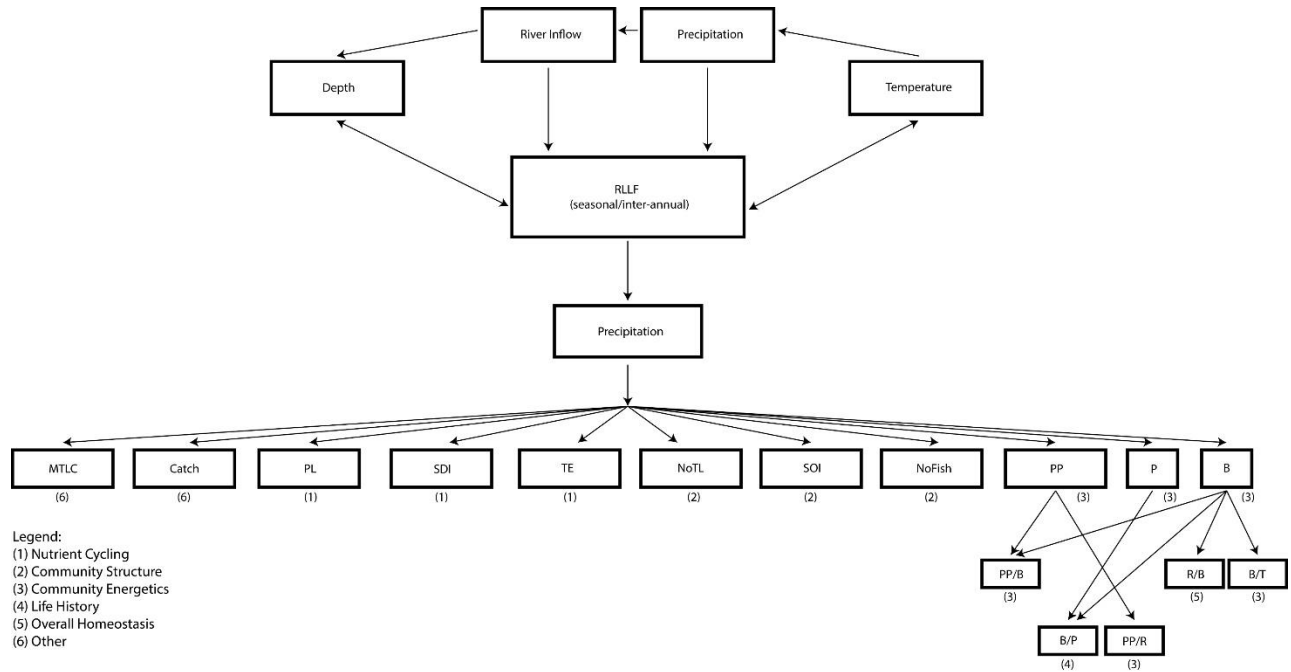 River Inflow
Precipitation
Depth
Temperature
RLLF
(seasonal/inter-annual)
Precipitation
MTLC
Catch
PL
SDI
TE
NoTL
SOI
NoFish
PP
P
B
(6)
(6)
(1)
(1)
(1)
(2)
(2)
(2)
(3)
(3)
(3)
Legend:
(1) Nutrient Cycling
(2) Community Structure
(3) Community Energetics
(4) Life History
(5) Overall Homeostasis
(6) Other
PP/B
R/B
B/T
(3)
(5)
(3)
B/P
PP/R
(4)
(3)